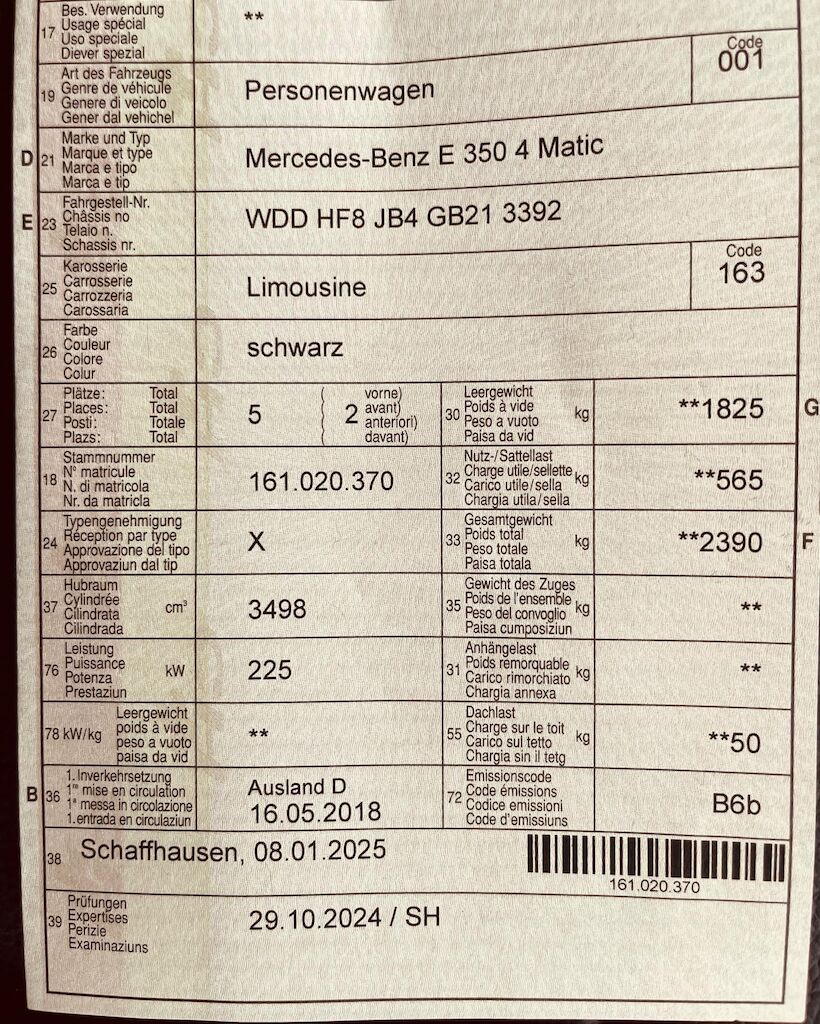 17 Bes. Verwendung
Usage spécial
Uso speciale
Diever spezial
**
19 Art des Fahrzeugs
Genre de véhicule
Genere di veicolo
Gener dal vehichel
Personenwagen
Code
001
D 21 Marke und Typ
Marque et type
Marca e tipo
Marca e tip
Mercedes-Benz E 350 4 Matic
E 23 Fahrgestell-Nr.
Châssis no
Telaio n.
Schassis nr.
WDD HF8 JB4 GB21 3392
25 Karosserie
Carrosserie
Carrozzeria
Carossaria
Limousine
Code
163
26 Farbe
Couleur
Colore
Colur
schwarz
27 Plätze: Total
Places: Total
Posti: Totale
Plazs: Total
5
( 2 vorne)
avant)
anteriori)
davant)
30 Leergewicht
Poids à vide
Peso a vuoto
Paisa da vid
kg
**1825
G
18 Stammnummer
N° matricule
N. di matricola
Nr. da matricla
161.020.370
32 Nutz-/Sattellast
Charge utile/sellette
Carico utile/sella
Chargia utila/sella
kg
**565
24 Typengenehmigung
Réception par type
Approvazione del tipo
Approvaziun dal tip
X
33 Gesamtgewicht
Poids total
Peso totale
Paisa totala
kg
**2390
F
37 Hubraum
Cylindrée
Cilindrata
Cilindrada
cm³
3498
35 Gewicht des Zuges
Poids de l'ensemble
Peso del convoglio
Paisa cumposiziun
kg
**
76 Leistung
Puissance
Potenza
Prestaziun
kW
225
31 Anhängelast
Poids remorquable
Carico rimorchiato
Chargia annexa
kg
**
78 kW/kg Leergewicht
poids à vide
peso a vuoto
paisa da vid
**
55 Dachlast
Charge sur le toit
Carico sul tetto
Chargia sin il tetg
kg
**50
B 36 1. Inverkehrsetzung
1re mise en circulation
1a messa in circolazione
1. entrada en circulaziun
Ausland D
16.05.2018
72 Emissionscode
Code émissions
Codice emissioni
Code d'emissiuns
B6b
38 Schaffhausen, 08.01.2025
161.020.370
39 Prüfungen
Expertises
Perizie
Examinaziuns
29.10.2024 / SH